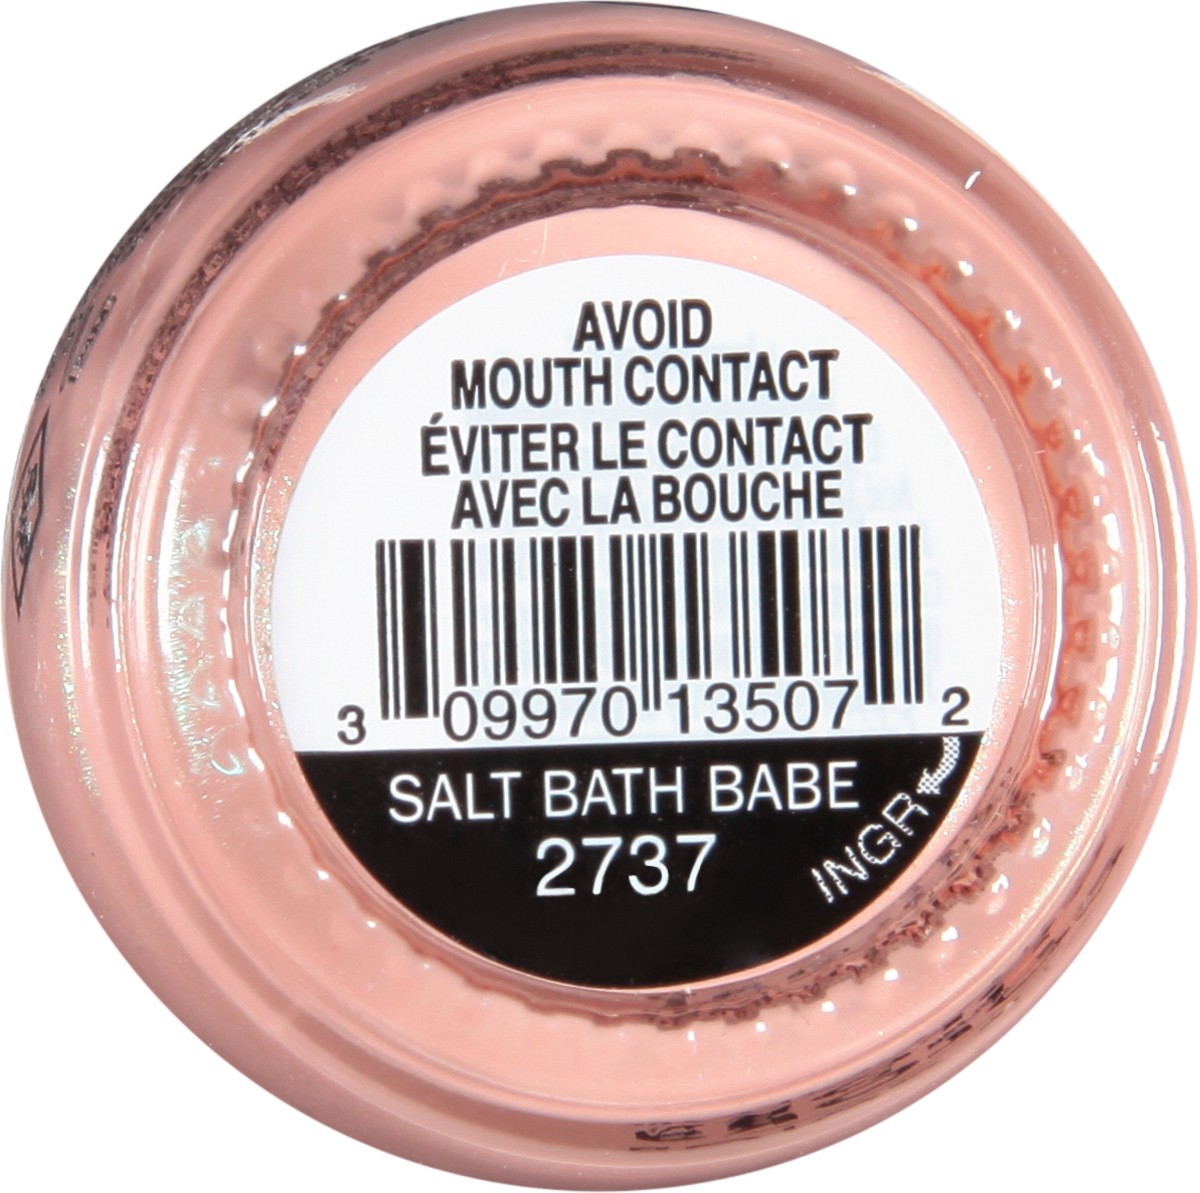 AVOID
MOUTH CONTACT
ÉVITER LE CONTACT
AVEC LA BOUCHE
3 09970 13507 2
SALT BATH BABE
2737
INGR